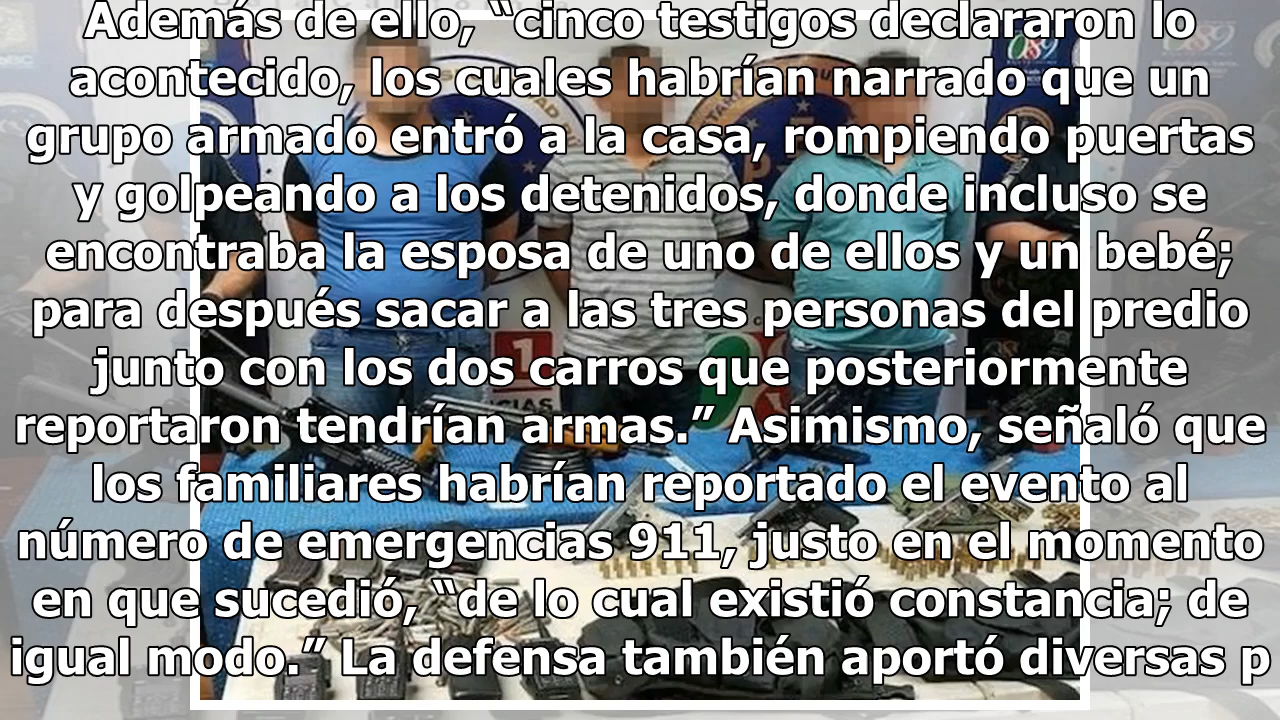 Además de ello, “cinco testigos declararon lo
acontecido, los cuales habrían narrado que un
grupo armado entró a la casa, rompiendo puertas
y golpeando a los detenidos, donde incluso se
encontraba la esposa de uno de ellos y un bebé;
para después sacar a las tres personas del predio
junto con los dos carros que posteriormente
reportaron tendrían armas.” Asimismo, señaló que
los familiares habrían reportado el evento al
número de emergencias 911, justo en el momento
en que sucedió, “de lo cual existió constancia; de
igual modo.” La defensa también aportó diversas p